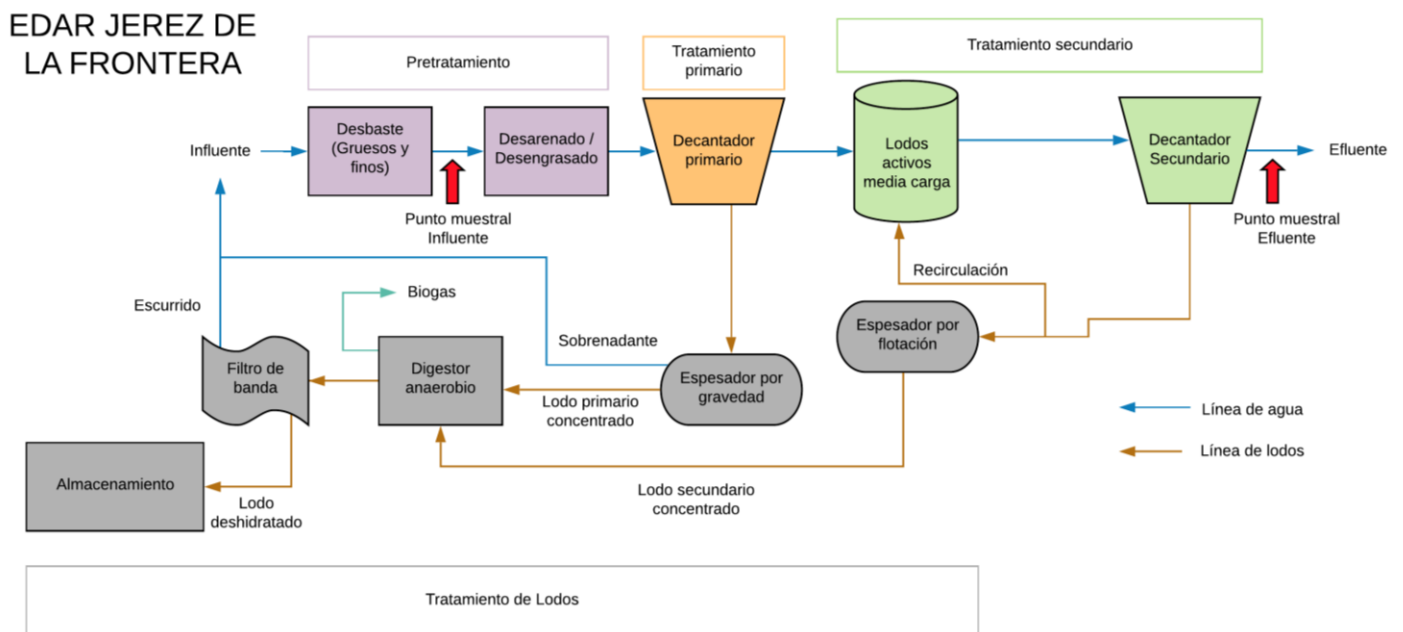 EDAR JEREZ DE
LA FRONTERA
Pretratamiento
Tratamiento
primario
Tratamiento secundario
Influente
Desbaste
(Gruesos y
finos)
Desarenado /
Desengrasado
Decantador
primario
Lodos
activos
media carga
Decantador
Secundario
Efluente
Punto muestral
Influente
Punto muestral
Efluente
Recirculación
Escurrido
Biogas
Sobrenadante
Espesador por
flotación
Filtro de
banda
Digestor
anaerobio
Lodo primario
concentrado
Espesador por
gravedad
Línea de agua
Línea de lodos
Almacenamiento
Lodo
deshidratado
Lodo secundario
concentrado
Tratamiento de Lodos